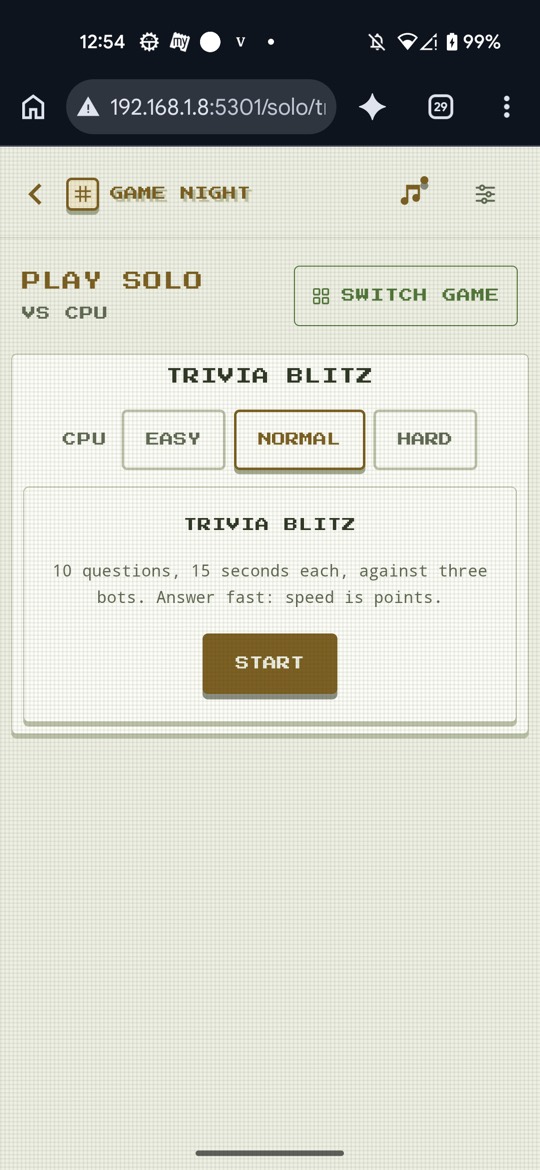 12:54 my V 99%
192.168.1.8:5301/solo/tr 29
GAME NIGHT
PLAY SOLO
VS CPU
SWITCH GAME
TRIVIA BLITZ
CPU EASY NORMAL HARD
TRIVIA BLITZ
10 questions, 15 seconds each, against three
bots. Answer fast: speed is points.
START